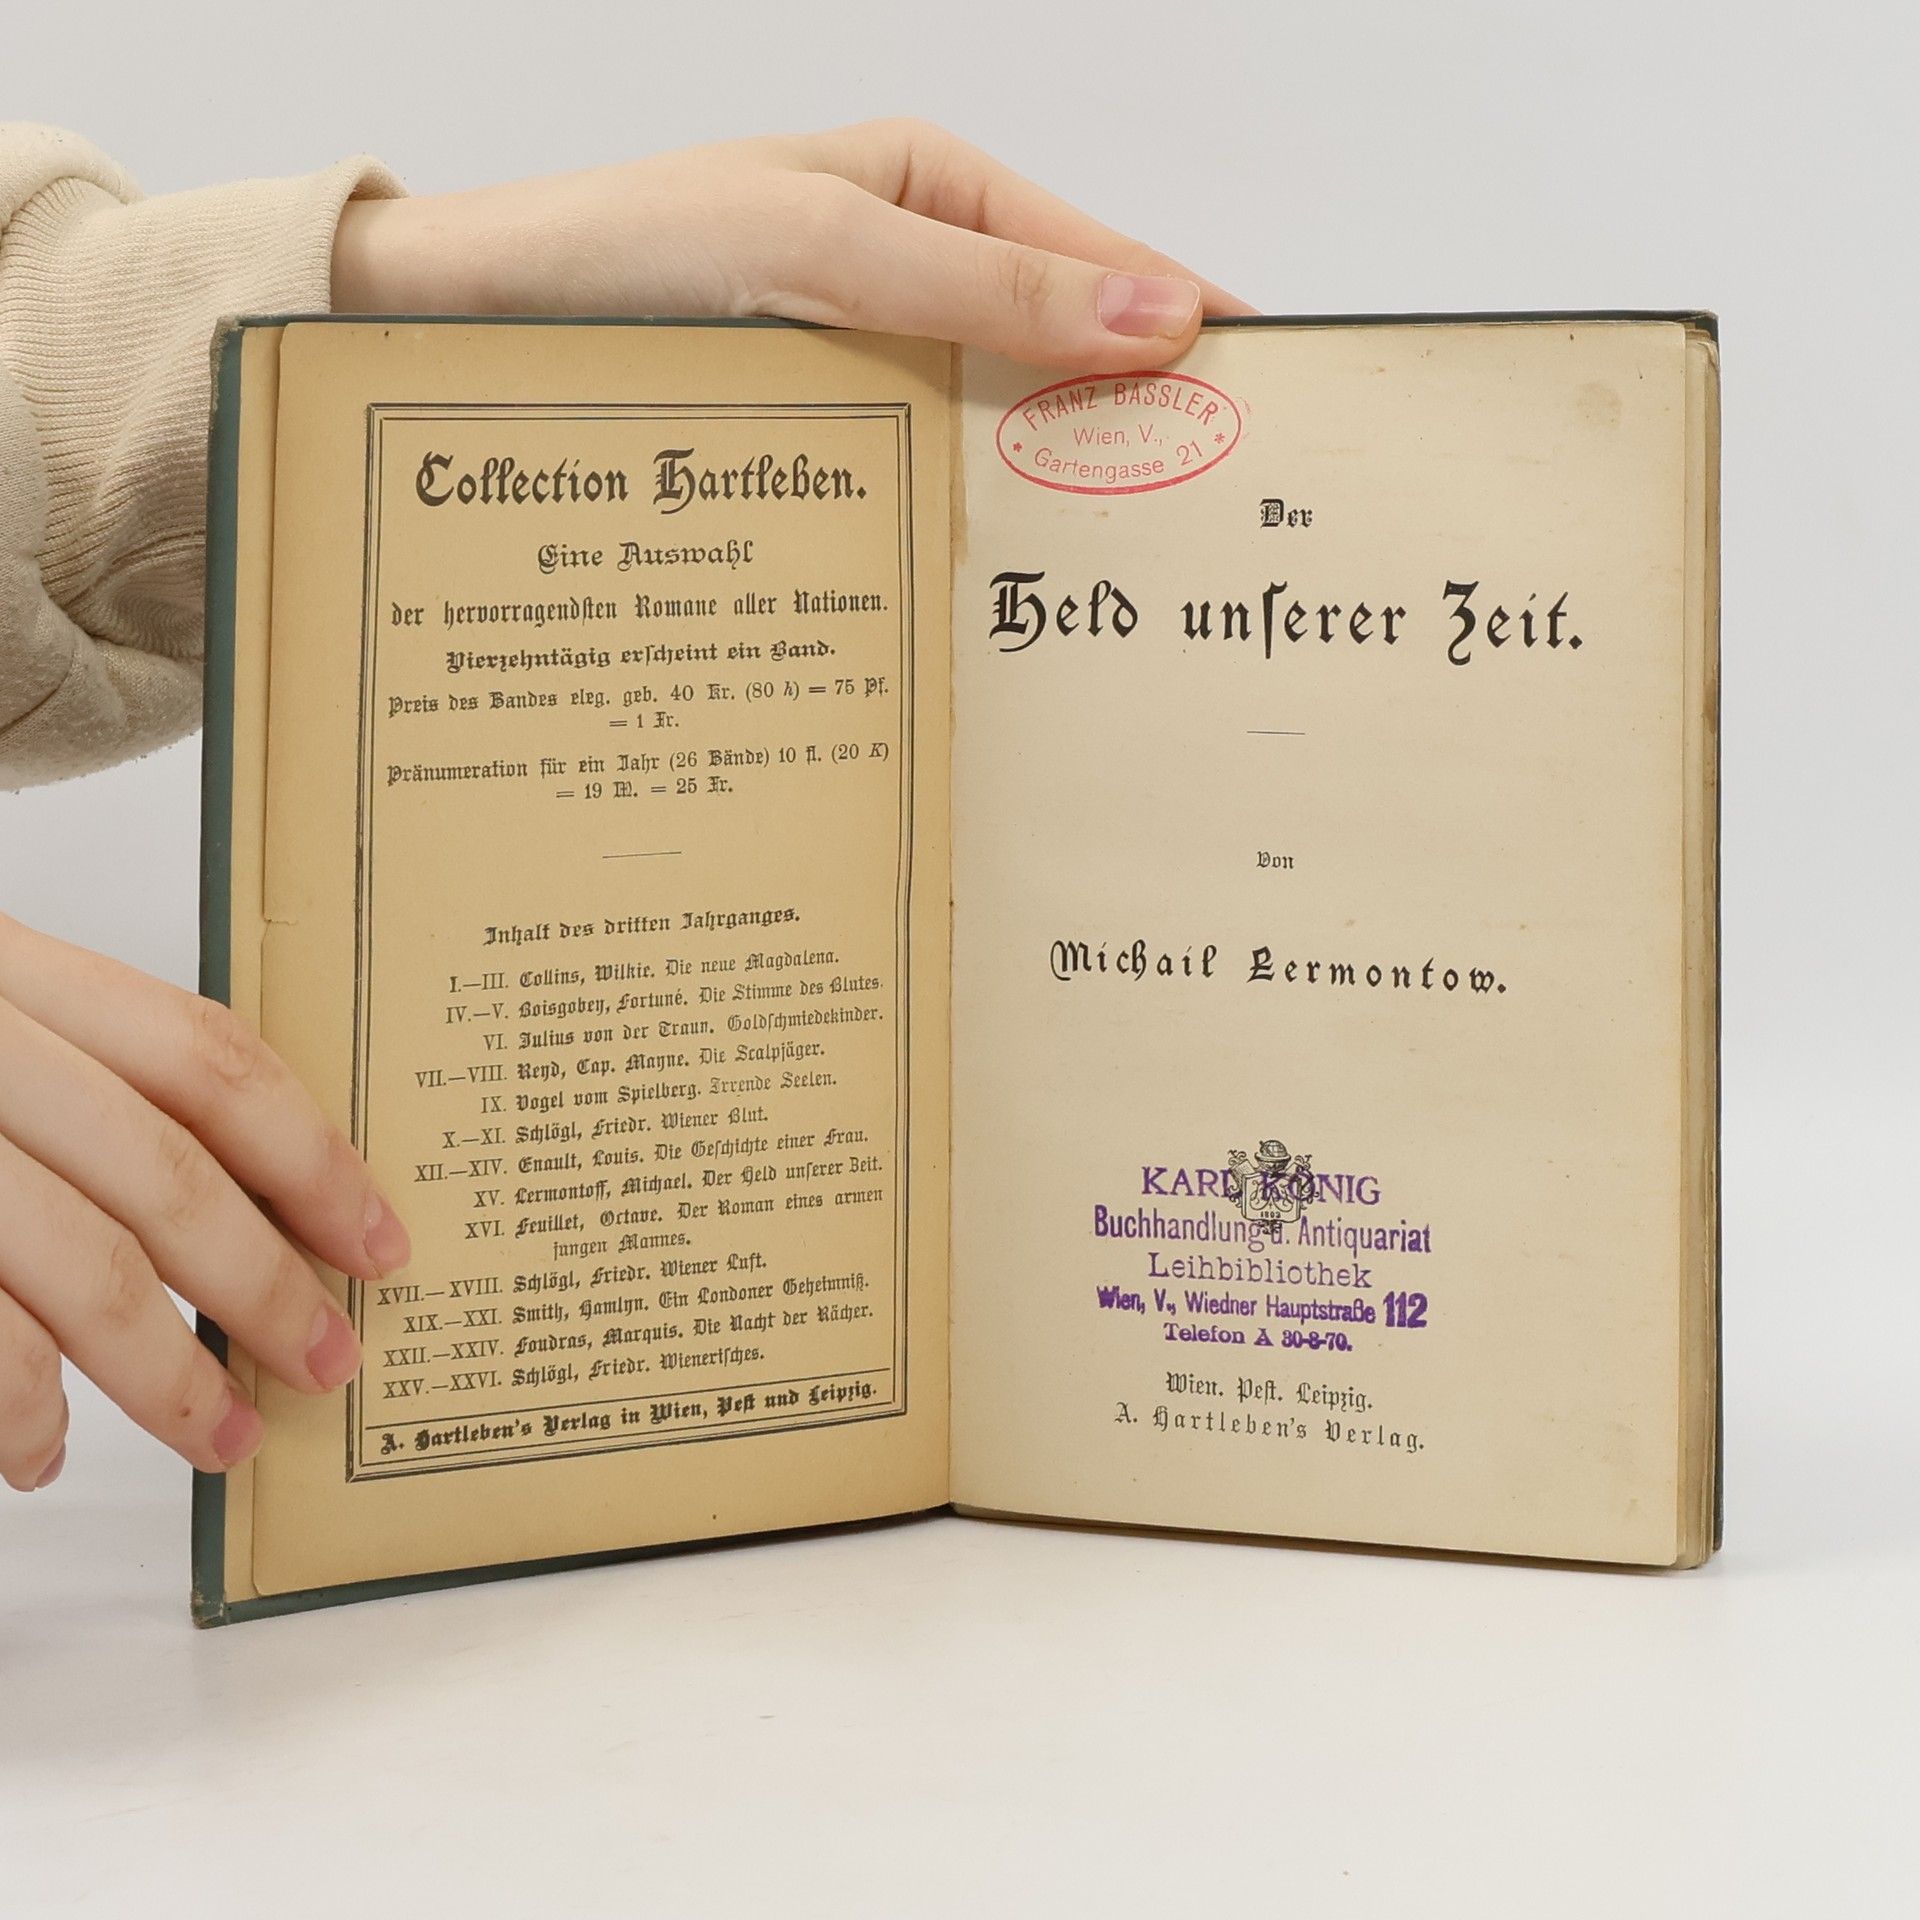 Collection Hartleben.
Eine Auswahl
der hervorragendſten Romane aller Nationen.
Vierzehntägig erſcheint ein Band.
Preis des Bandes eleg. geb. 40 Kr. (80 h) = 75 Pf.
= 1 Fr.
Pränumeration für ein Jahr (26 Bände) 10 fl. (20 K)
= 19 M. = 25 Fr.
Inhalt des dritten Jahrganges.
I.—III. Collins, Wilkie. Die neue Magdalena.
IV.—V. Boisgobey, Fortuné. Die Stimme des Blutes.
VI. Julius von der Traun. Goldſchmiedekinder.
VII.—VIII. Reyd, Cap. Mayne. Die Scalpjäger.
IX. Vogel vom Spielberg. Irrende Seelen.
X.—XI. Schlögl, Friedr. Wiener Blut.
XII.—XIV. Enault, Louis. Die Geſchichte einer Frau.
XV. Lermontoff, Michael. Der Held unſerer Zeit.
XVI. Feuillet, Octave. Der Roman eines armen
jungen Mannes.
XVII.—XVIII. Schlögl, Friedr. Wiener Luft.
XIX.—XXI. Smith, Hamlyn. Ein Londoner Geheimniß.
XXII.—XXIV. Foudras, Marquis. Die Nacht der Rächer.
XXV.—XXVI. Schlögl, Friedr. Wieneriſches.
A. Hartleben's Verlag in Wien, Pest und Leipzig.
FRANZ BASSLER
Wien, V.,
Gartengasse 21
Der
Held unſerer Zeit.
Von
Michail Lermontow.
KARL KÖNIG
Buchhandlung u. Antiquariat
Leihbibliothek
Wien, V., Wiedner Hauptstraße 112
Telefon A 30-8-70.
Wien. Peſt. Leipzig.
A. Hartleben's Verlag.